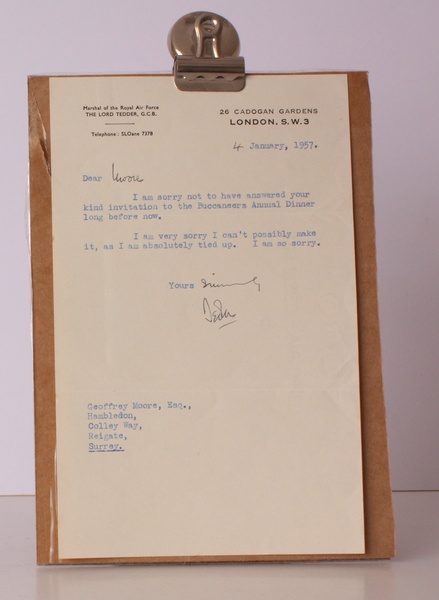 Marshal of the Royal Air Force
THE LORD TEDDER, G.C.B.
Telephone: SLOane 7378
26 CADOGAN GARDENS
LONDON, S.W.3
4 January, 1957.
Dear Moore
I am sorry not to have answered your
kind invitation to the Buccaneers Annual Dinner
long before now.
I am very sorry I can't possibly make
it, as I am absolutely tied up. I am so sorry.
Yours Sincerely
Tedder
Geoffrey Moore, Esq.,
Hambledon,
Colley Way,
Reigate,
Surrey.